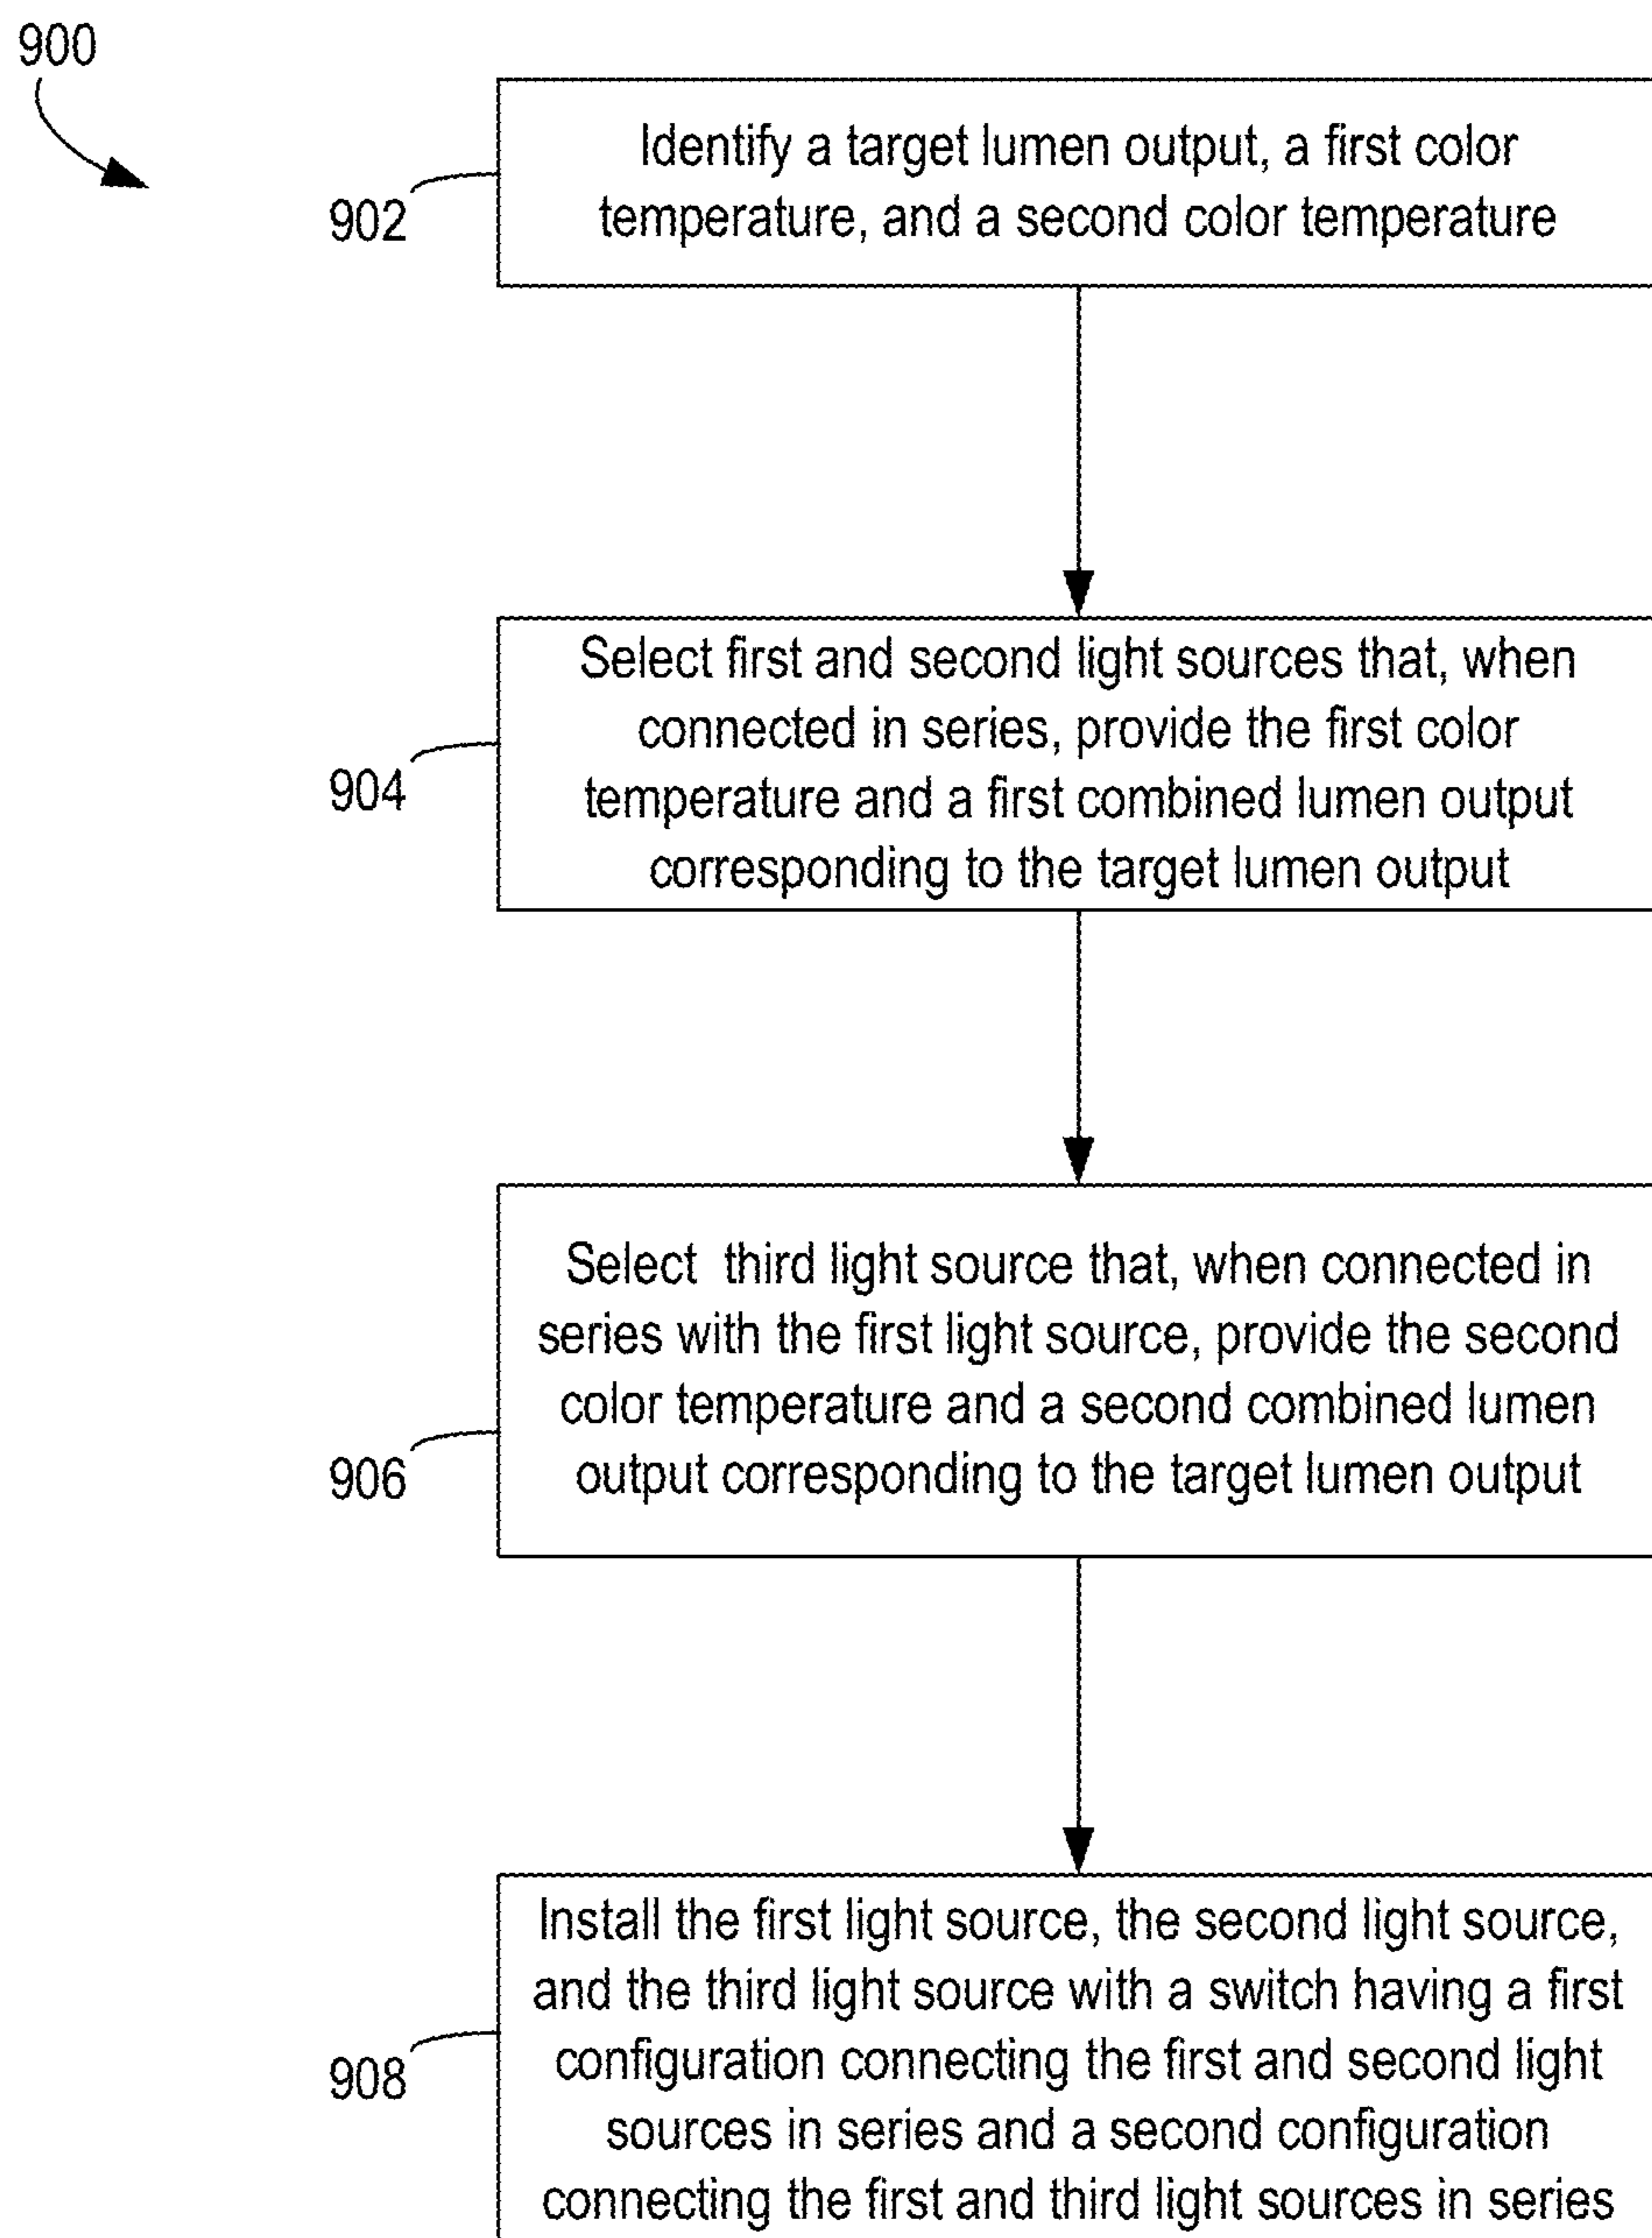 900
Identify a target lumen output, a first color
temperature, and a second color temperature
902
Select first and second light sources that, when
connected in series, provide the first color
temperature and a first combined lumen output
corresponding to the target lumen output
904
Select third light source that, when connected in
series with the first light source, provide the second
color temperature and a second combined lumen
output corresponding to the target lumen output
906
Install the first light source, the second light source,
and the third light source with a switch having a first
configuration connecting the first and second light
sources in series and a second configuration
connecting the first and third light sources in series
908